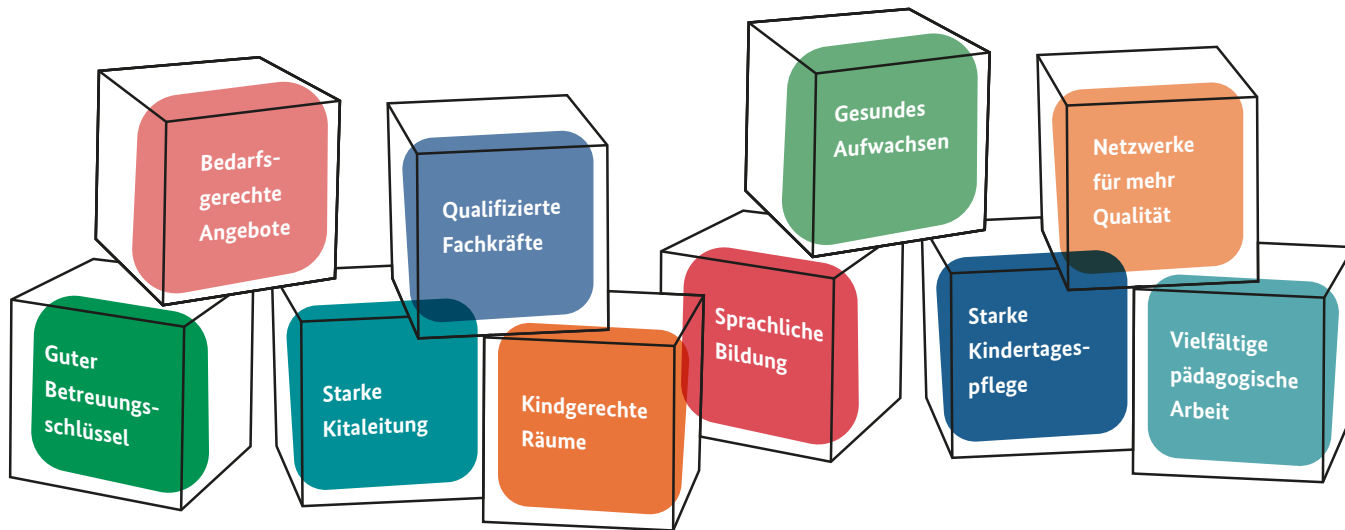 Bedarfs-
gerechte
Angebote
Qualifizierte
Fachkräfte
Gesundes
Aufwachsen
Netzwerke
für mehr
Qualität
Guter
Betreuungs-
schlüssel
Starke
Kitaleitung
Kindgerechte
Räume
Sprachliche
Bildung
Starke
Kindertages-
pflege
Vielfältige
pädagogische
Arbeit